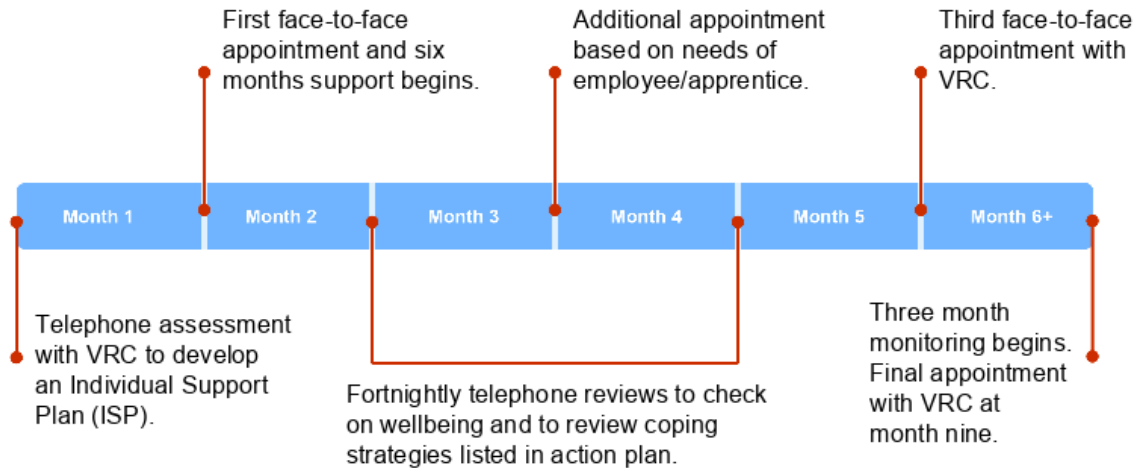 First face-to-face
appointment and six
months support begins.
Additional appointment
based on needs of
employee/apprentice.
Third face-to-face
appointment with
VRC.
Month 1
Month 2
Month 3
Month 4
Month 5
Month 6+
Telephone assessment
with VRC to develop
an Individual Support
Plan (ISP).
Fortnightly telephone reviews to check
on wellbeing and to review coping
strategies listed in action plan.
Three month
monitoring begins.
Final appointment
with VRC at
month nine.